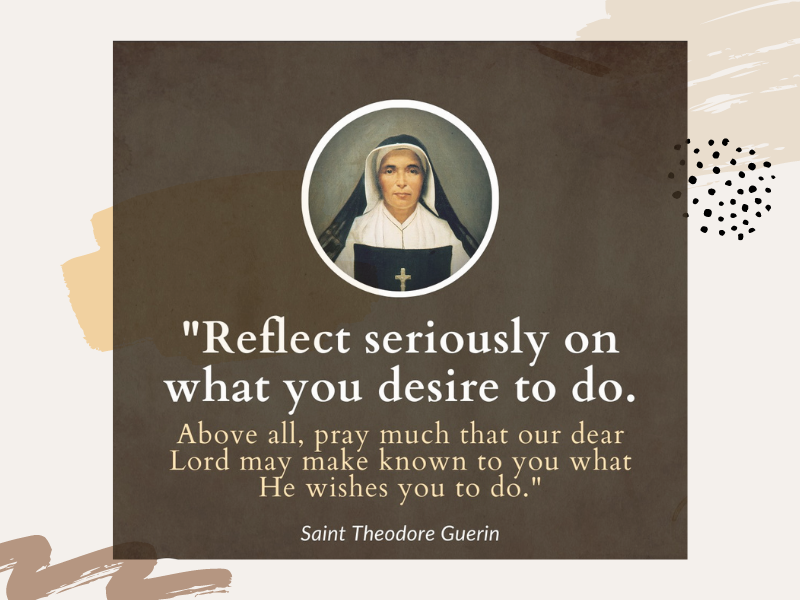 "Reflect seriously on
what you desire to do.
Above all, pray much that our dear
Lord may make known to you what
He wishes you to do."
Saint Theodore Guerin